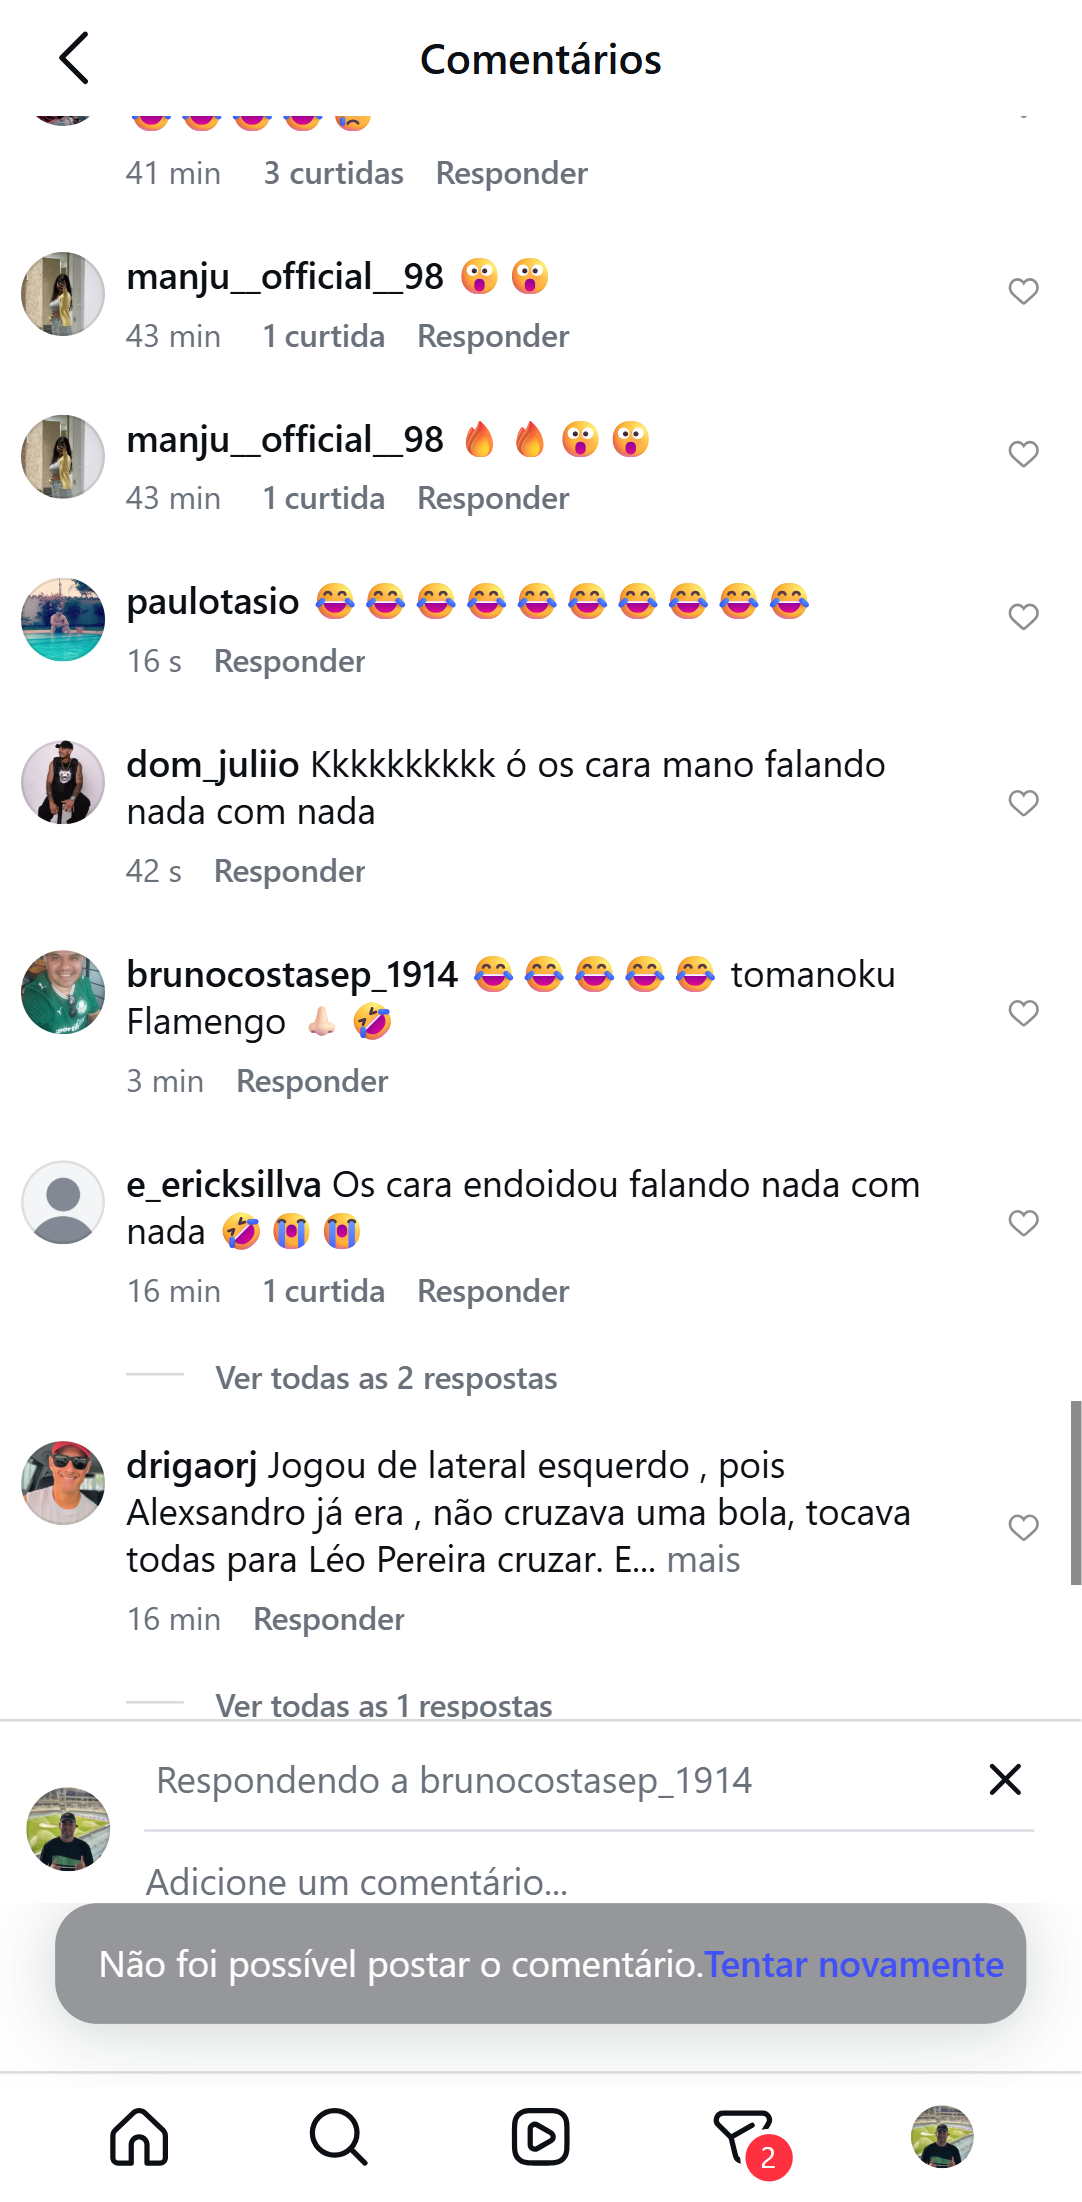 Comentários
😂😂😂😂😢
41 min 3 curtidas Responder
manju__official__98 😲😲
43 min 1 curtida Responder
manju__official__98 🔥🔥😲😲
43 min 1 curtida Responder
paulotasio 😂😂😂😂😂😂😂😂😂😂
16 s Responder
dom_juliio Kkkkkkkkkk ó os cara mano falando
nada com nada
42 s Responder
brunocostasep_1914 😂😂😂😂😂 tomanoku
Flamengo 👃🏻🤣
3 min Responder
e_ericksillva Os cara endoidou falando nada com
nada 🤣😭😭
16 min 1 curtida Responder
Ver todas as 2 respostas
drigaorj Jogou de lateral esquerdo , pois
Alexsandro já era , não cruzava uma bola, tocava
todas para Léo Pereira cruzar. E... mais
16 min Responder
Ver todas as 1 respostas
Respondendo a brunocostasep_1914
Adicione um comentário...
Não foi possível postar o comentário.Tentar novamente
2